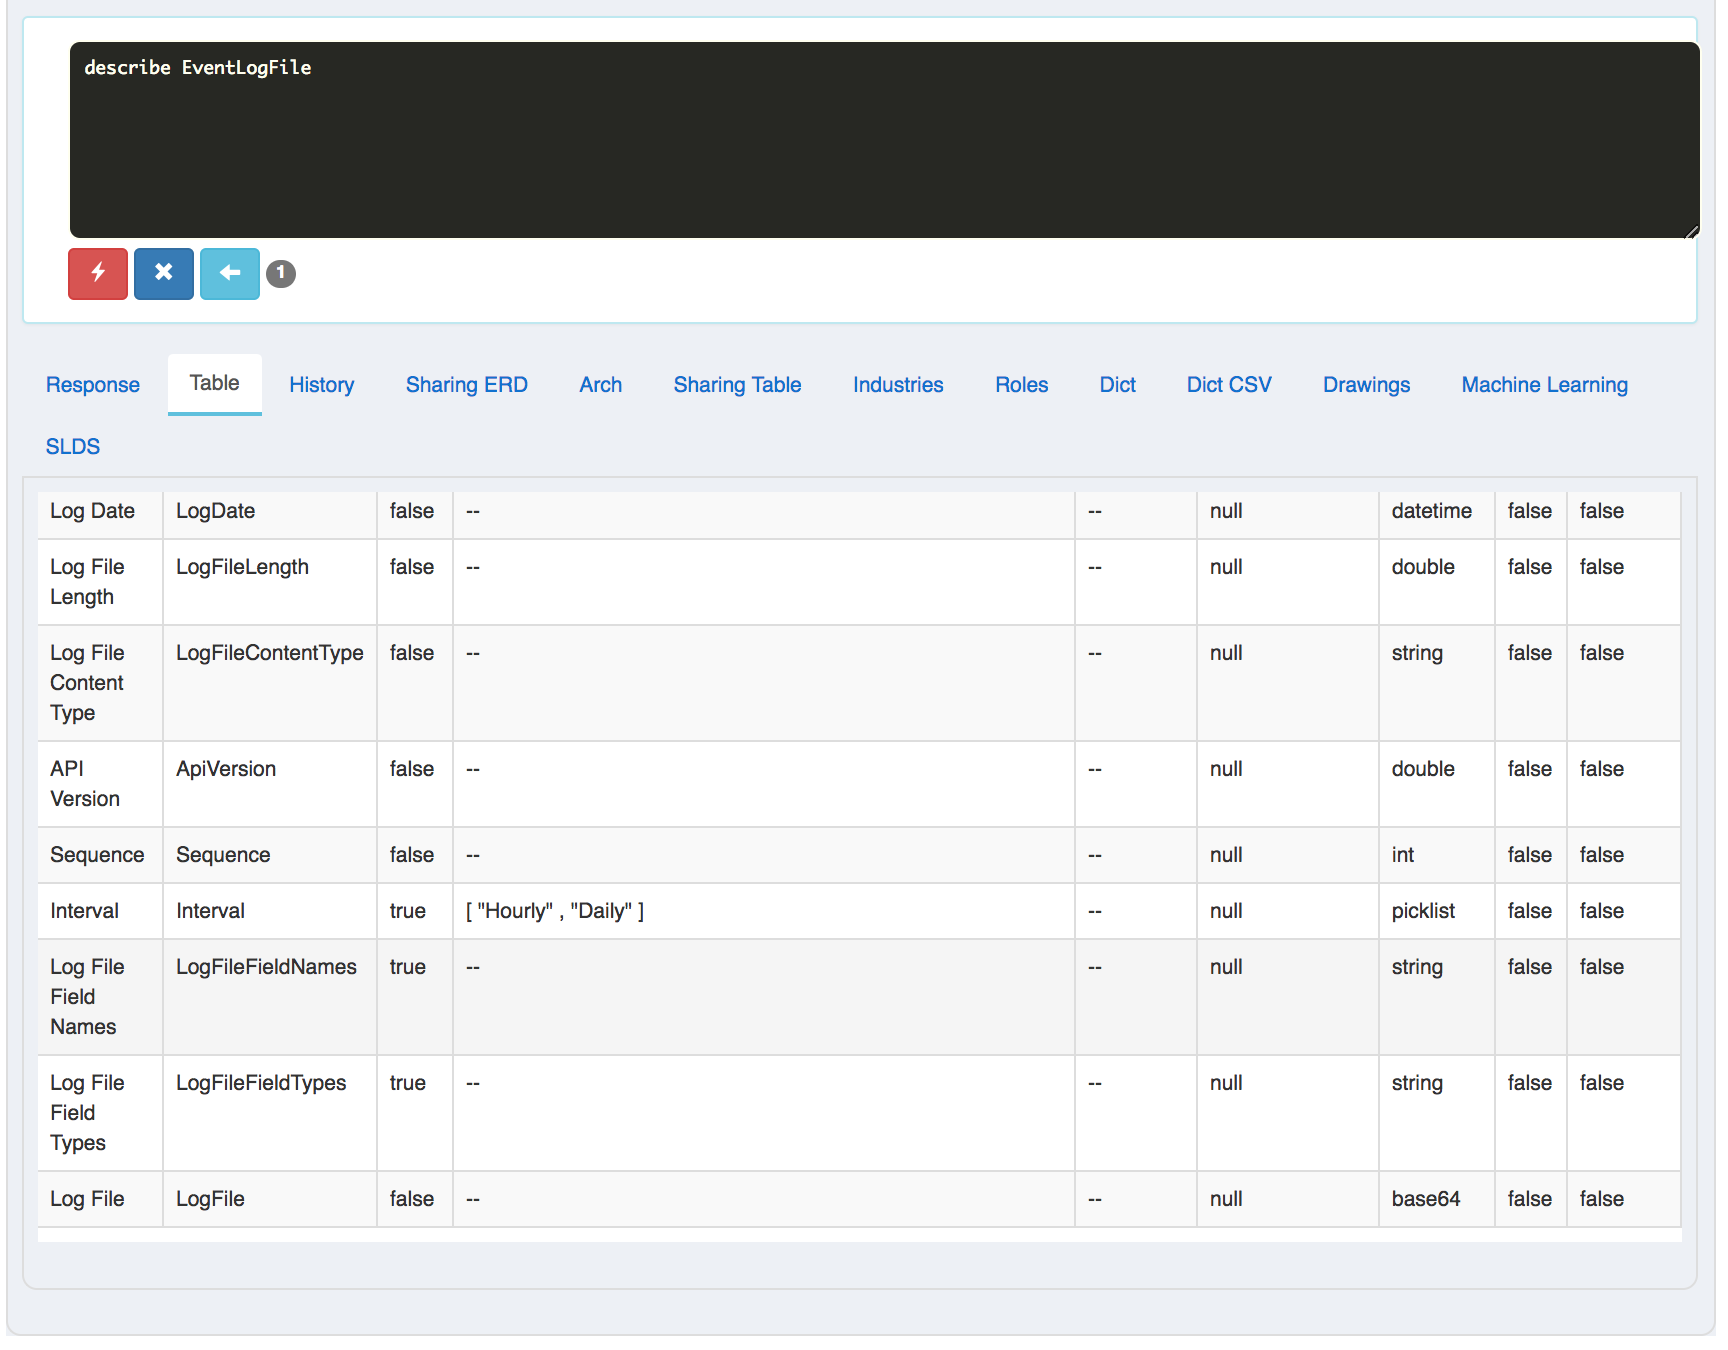 describe EventLogFile
1
Response Table History Sharing ERD Arch Sharing Table Industries Roles Dict Dict CSV Drawings Machine Learning
SLDS
Log Date LogDate false -- -- null datetime false false
Log File LogFileLength false -- -- null double false false
Length
Log File LogFileContentType false -- -- null string false false
Content
Type
API ApiVersion false -- -- null double false false
Version
Sequence Sequence false -- -- null int false false
Interval Interval true [ "Hourly" , "Daily" ] -- null picklist false false
Log File LogFileFieldNames true -- -- null string false false
Field
Names
Log File LogFileFieldTypes true -- -- null string false false
Field
Types
Log File LogFile false -- -- null base64 false false